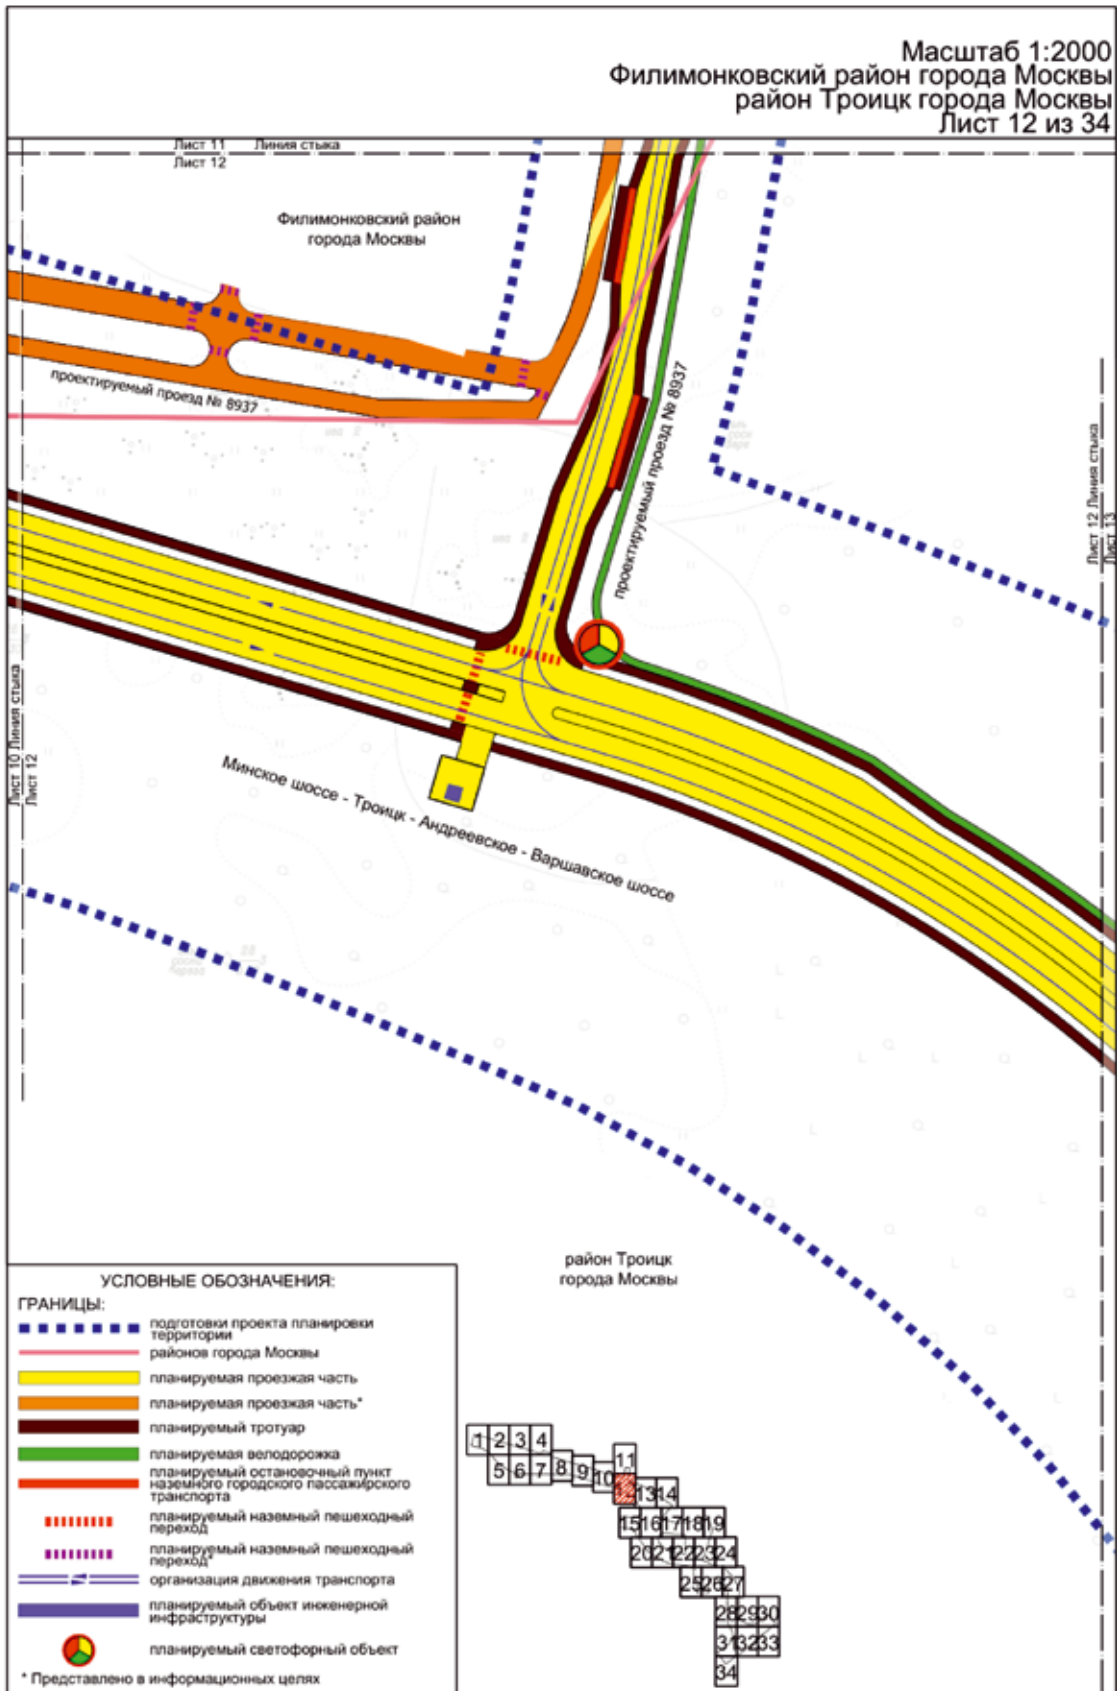 Масштаб 1:2000
Филимонковский район города Москвы
район Троицк города Москвы
Лист 12 из 34
Лист 11 Линия стыка
Лист 12
Филимонковский район
города Москвы
проектируемый проезд № 8937
проектируемый проезд № 8937
Лист 12 Линия стыка
Лист 13
Лист 10 Линия стыка
Лист 12
Минское шоссе - Троицк - Андреевское - Варшавское шоссе
район Троицк
города Москвы
УСЛОВНЫЕ ОБОЗНАЧЕНИЯ:
ГРАНИЦЫ:
подготовки проекта планировки
территории
районов города Москвы
планируемая проезжая часть
планируемая проезжая часть*
планируемый тротуар
планируемая велодорожка
планируемый остановочный пункт
наземного городского пассажирского
транспорта
планируемый наземный пешеходный
переход
планируемый наземный пешеходный
переход*
организация движения транспорта
планируемый объект инженерной
инфраструктуры
планируемый светофорный объект
* Представлено в информационных целях
1 2 3 4 11
5 6 7 8 9 10 12 13 14
15 16 17 18 19
20 21 22 23 24
25 26 27
28 29 30
31 32 33
34